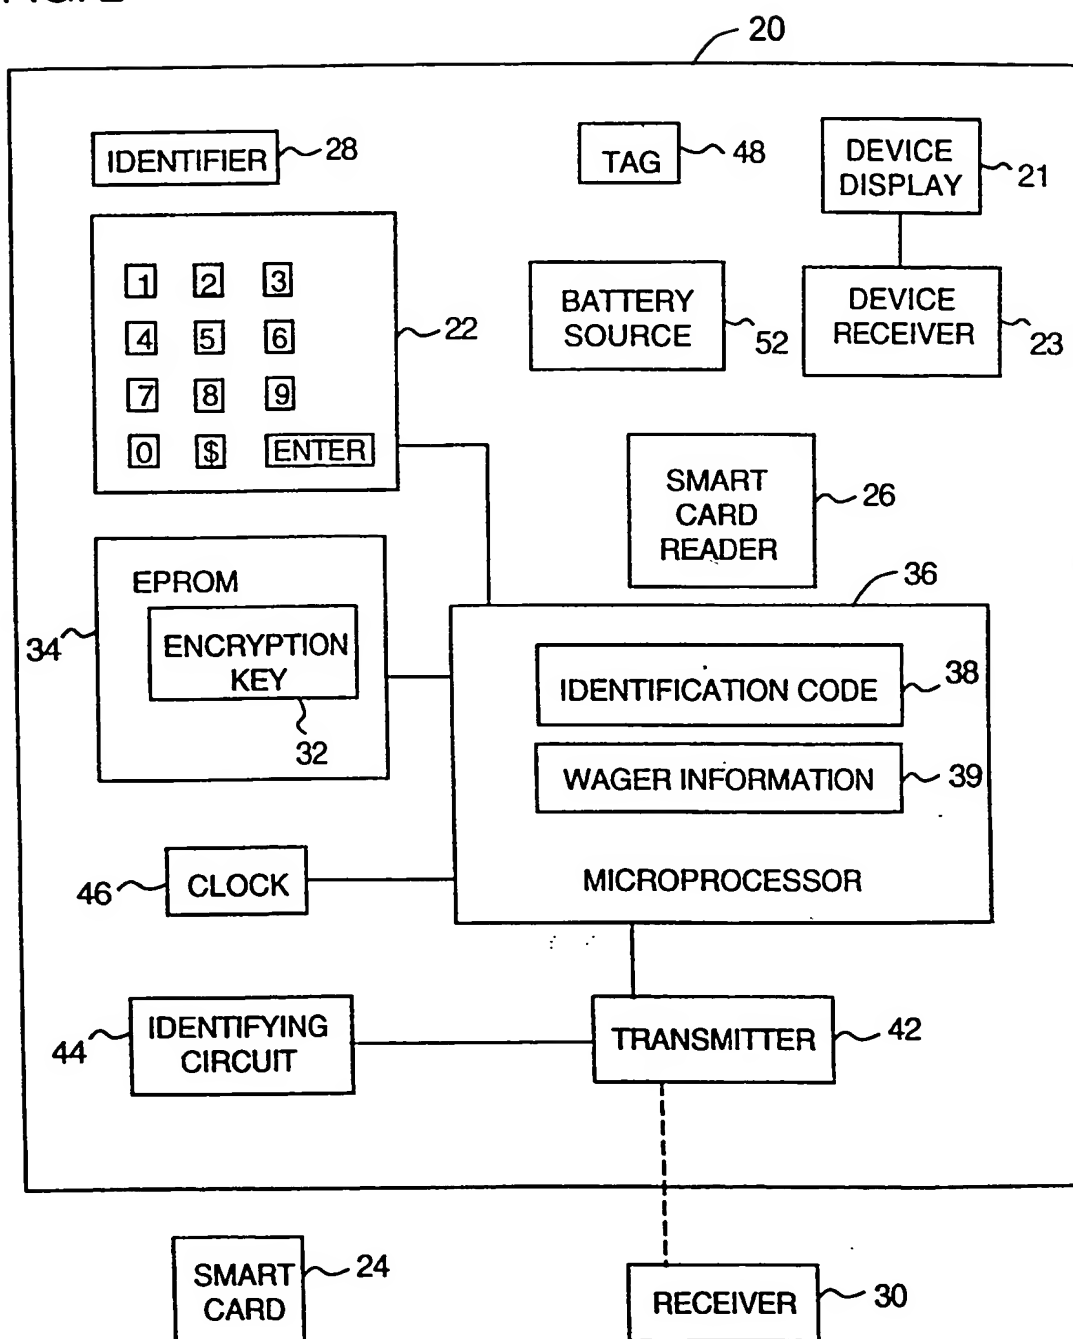 20
IDENTIFIER 28
TAG 48
DEVICE
DISPLAY 21
1 2 3
4 5 6
7 8 9
0 $ ENTER
22
BATTERY
SOURCE 52
DEVICE
RECEIVER 23
SMART
CARD
READER
26
EPROM
ENCRYPTION
KEY
34
32
36
IDENTIFICATION CODE 38
WAGER INFORMATION 39
MICROPROCESSOR
46 CLOCK
44 IDENTIFYING
CIRCUIT
TRANSMITTER 42
SMART
CARD
24
RECEIVER 30